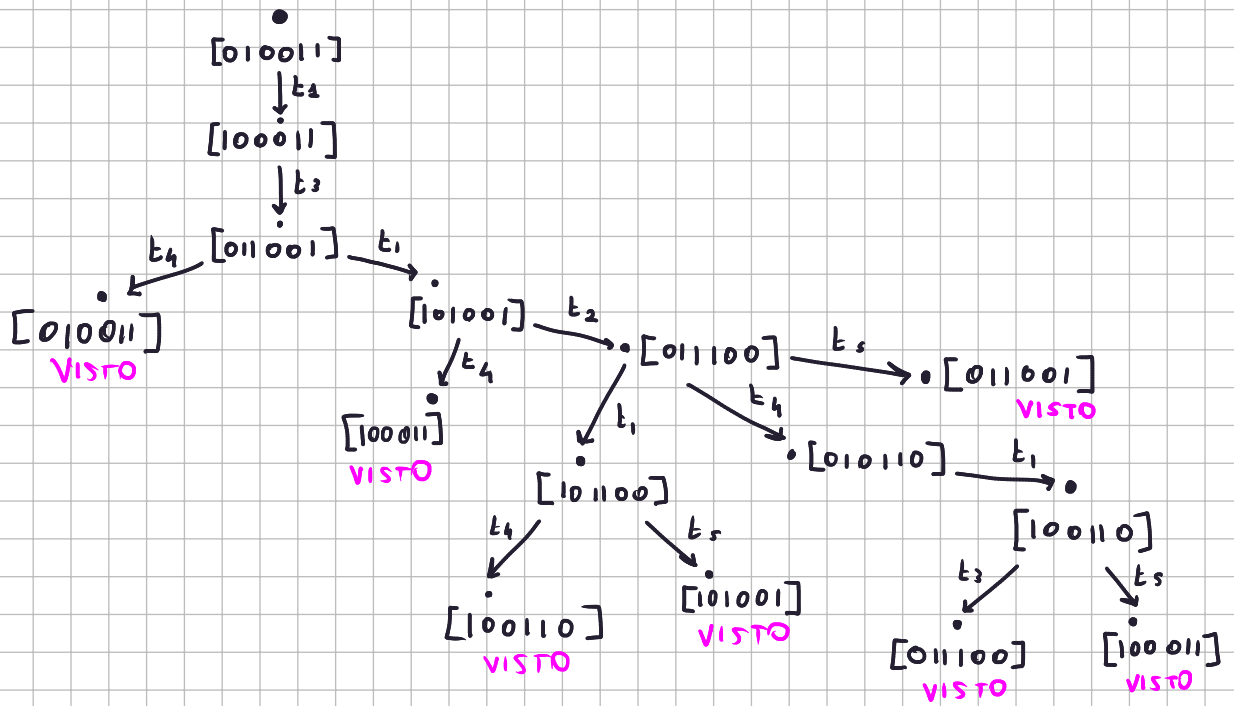 [010011]
t1
[100011]
t3
[011001]
t4
t1
[010011]
VISTO
[101001]
t2
t4
[100011]
VISTO
[011100]
t5
[011001]
VISTO
t1
t4
[101100]
[010110]
t1
t4
t5
[100110]
VISTO
[101001]
VISTO
[100110]
t3
t5
[011100]
VISTO
[100011]
VISTO